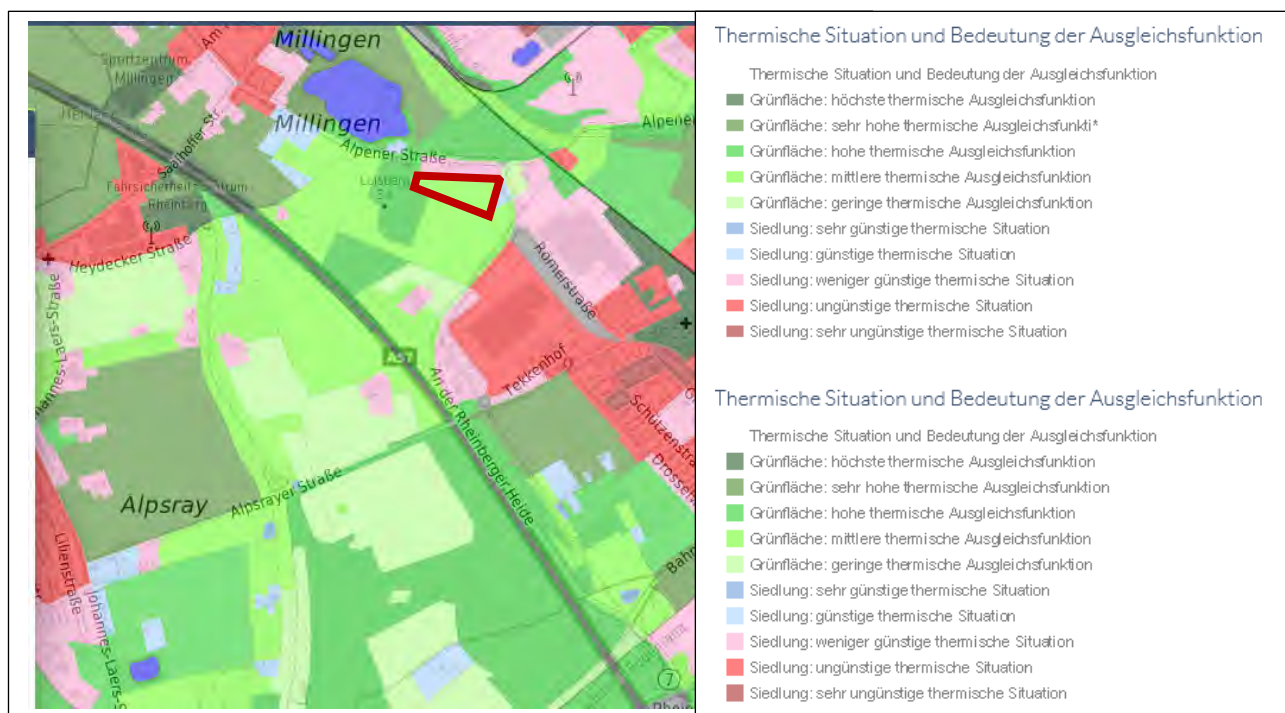 Millingen
Am
Sportzentrum
Millingen
Saalhoffer Str
Millingen
Alpener Straße
Alpener
Fahrsicherheitszentrum
Rheinberg
Heydecker Straße
Römerstraße
A57
Tekkenhof
An der Rheinberger Heide
Schützenstra
Drossel
Alpsray
Alpsrayer Straße
Lilienstraße
Johannes-Laers-S
Bahn
7
Rhein
Thermische Situation und Bedeutung der Ausgleichsfunktion
Thermische Situation und Bedeutung der Ausgleichsfunktion
Grünfläche: höchste thermische Ausgleichsfunktion
Grünfläche: sehr hohe thermische Ausgleichsfunkti*
Grünfläche: hohe thermische Ausgleichsfunktion
Grünfläche: mittlere thermische Ausgleichsfunktion
Grünfläche: geringe thermische Ausgleichsfunktion
Siedlung: sehr günstige thermische Situation
Siedlung: günstige thermische Situation
Siedlung: weniger günstige thermische Situation
Siedlung: ungünstige thermische Situation
Siedlung: sehr ungünstige thermische Situation
Thermische Situation und Bedeutung der Ausgleichsfunktion
Thermische Situation und Bedeutung der Ausgleichsfunktion
Grünfläche: höchste thermische Ausgleichsfunktion
Grünfläche: sehr hohe thermische Ausgleichsfunktion
Grünfläche: hohe thermische Ausgleichsfunktion
Grünfläche: mittlere thermische Ausgleichsfunktion
Grünfläche: geringe thermische Ausgleichsfunktion
Siedlung: sehr günstige thermische Situation
Siedlung: günstige thermische Situation
Siedlung: weniger günstige thermische Situation
Siedlung: ungünstige thermische Situation
Siedlung: sehr ungünstige thermische Situation